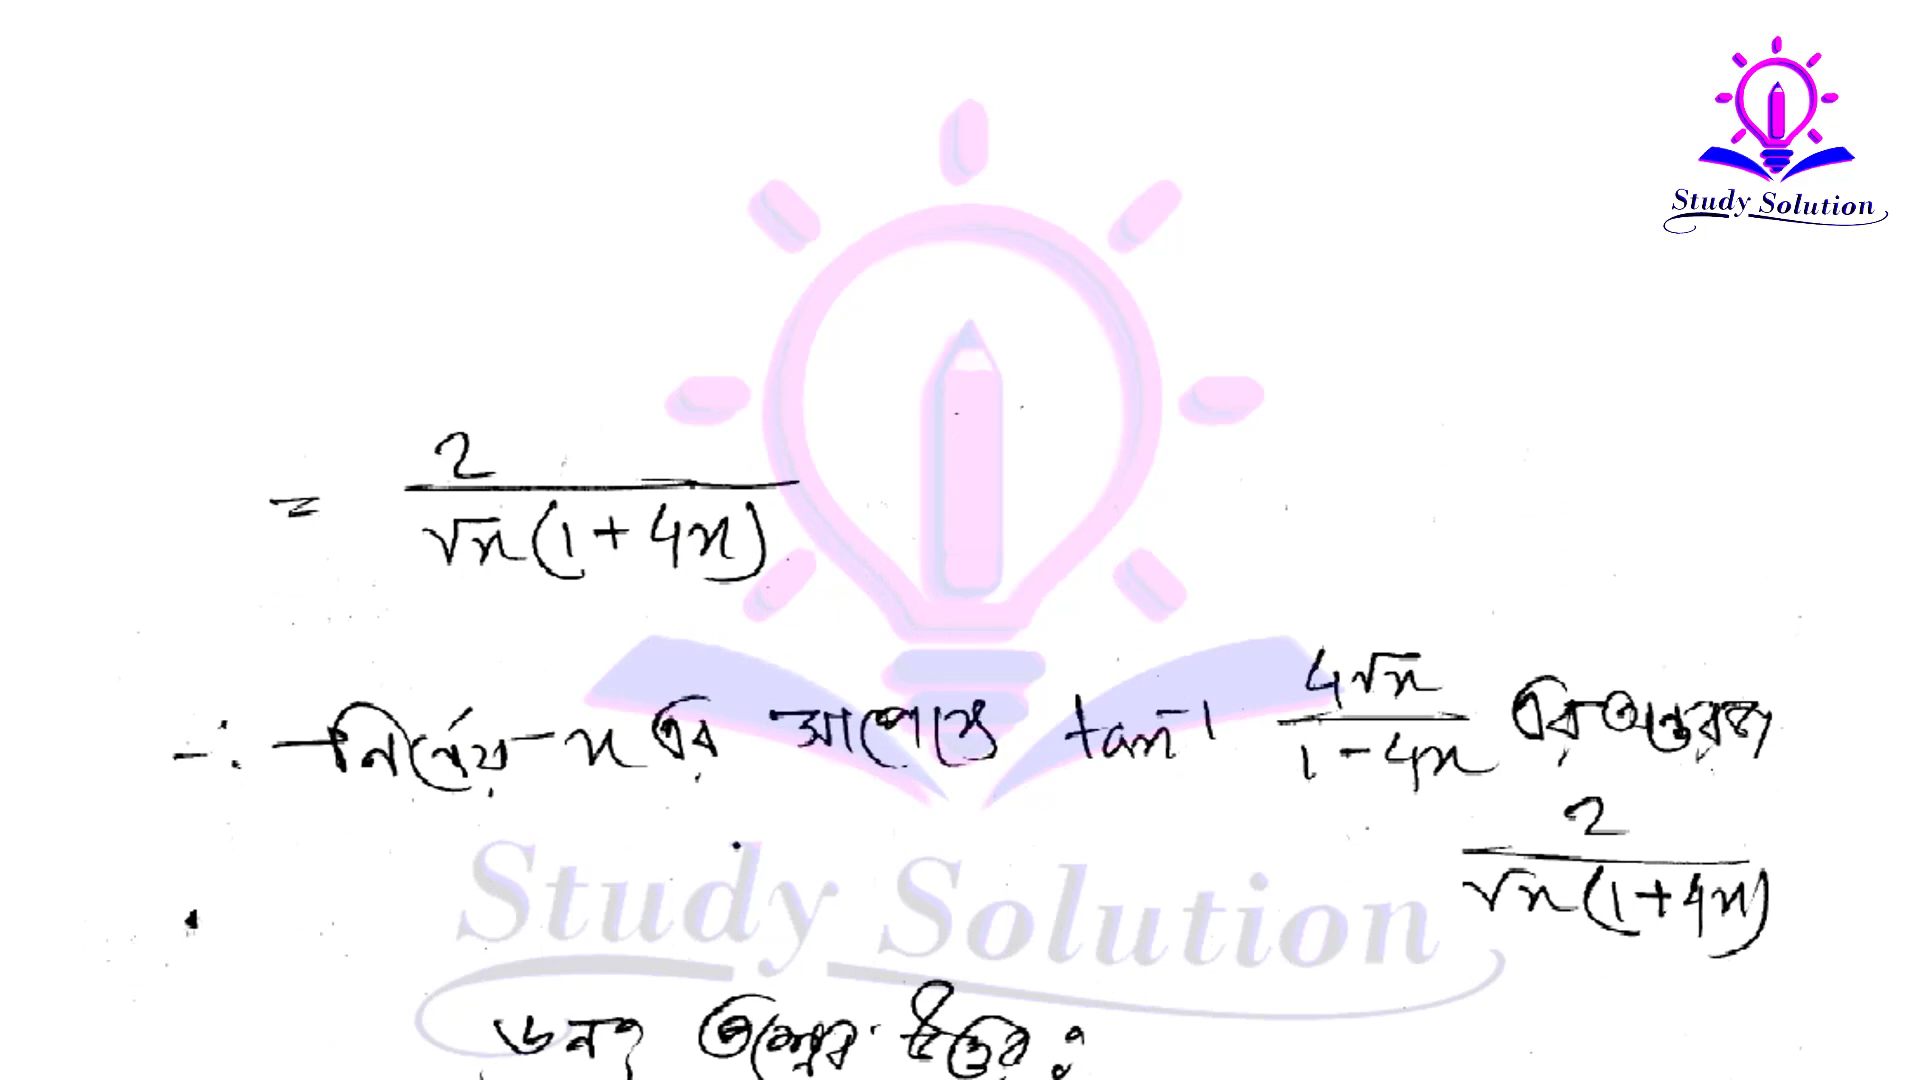 Study Solution
= 2/(√x(1+4x))
∴ নির্ণেয় x এর সাপেক্ষে tan⁻¹ 4√x/(1-4x) এর অন্তরজ
2/(√x(1+4x))
Study Solution
৬ নং প্রশ্নের উত্তর: